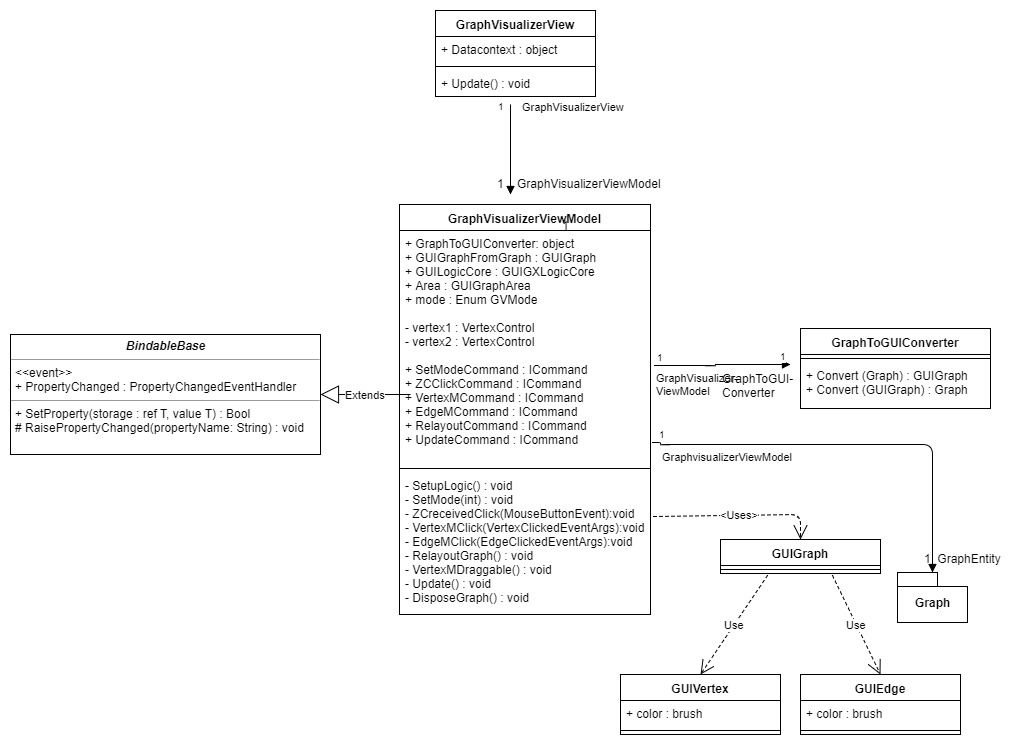 GraphVisualizerView
+ Datacontext : object
+ Update() : void
1 GraphVisualizerView
1 GraphVisualizerViewModel
GraphVisualizerViewModel
+ GraphToGUIConverter: object
+ GUIGraphFromGraph : GUIGraph
+ GUILogicCore : GUIGXLogicCore
+ Area : GUIGraphArea
+ mode : Enum GVMode
- vertex1 : VertexControl
- vertex2 : VertexControl
+ SetModeCommand : ICommand
+ ZCClickCommand : ICommand
+ VertexMCommand : ICommand
+ EdgeMCommand : ICommand
+ RelayoutCommand : ICommand
+ UpdateCommand : ICommand
- SetupLogic() : void
- SetMode(int) : void
- ZCreceivedClick(MouseButtonEvent):void
- VertexMClick(VertexClickedEventArgs):void
- EdgeMClick(EdgeClickedEventArgs):void
- RelayoutGraph() : void
- VertexMDraggable() : void
- Update() : void
- DisposeGraph() : void
BindableBase
<<event>>
+ PropertyChanged : PropertyChangedEventHandler
+ SetProperty(storage : ref T, value T) : Bool
# RaisePropertyChanged(propertyName: String) : void
Extends
1
GraphVisualizer-
ViewModel
1
GraphToGUI-
Converter
GraphToGUIConverter
+ Convert (Graph) : GUIGraph
+ Convert (GUIGraph) : Graph
1
GraphvisualizerViewModel
<Uses>
GUIGraph
1 GraphEntity
Graph
Use
Use
GUIVertex
+ color : brush
GUIEdge
+ color : brush